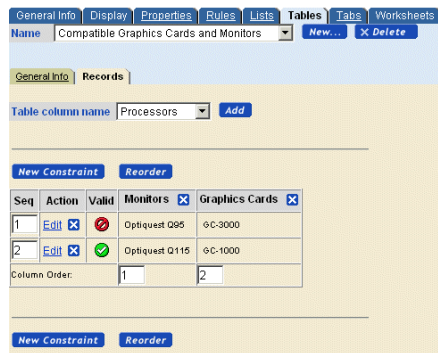 General Info Display Properties Rules Lists Tables Tabs Worksheets
Name Compatible Graphics Cards and Monitors New... X Delete
General Info Records
Table column name Processors Add
New Constraint Reorder
Seq Action Valid Monitors X Graphics Cards X
1 Edit X Optiquest Q95 GC-3000
2 Edit X Optiquest Q115 GC-1000
Column Order: 1 2
New Constraint Reorder